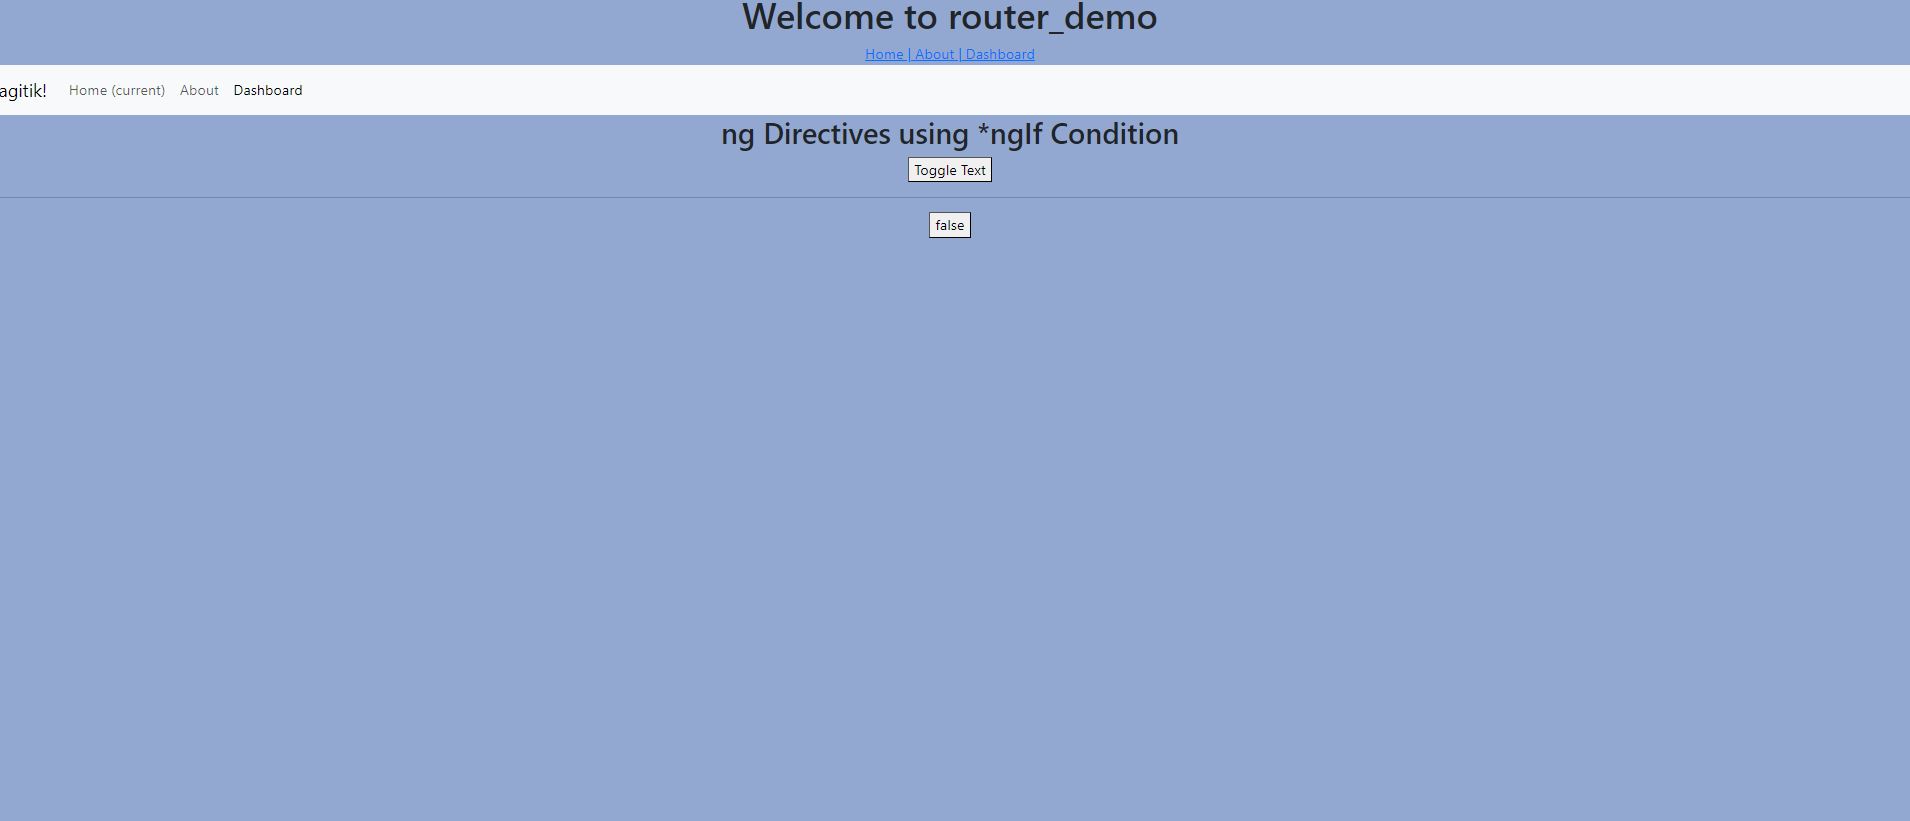 Welcome to router_demo
Home | About | Dashboard
agitik! Home (current) About Dashboard
ng Directives using *ngIf Condition
Toggle Text
false